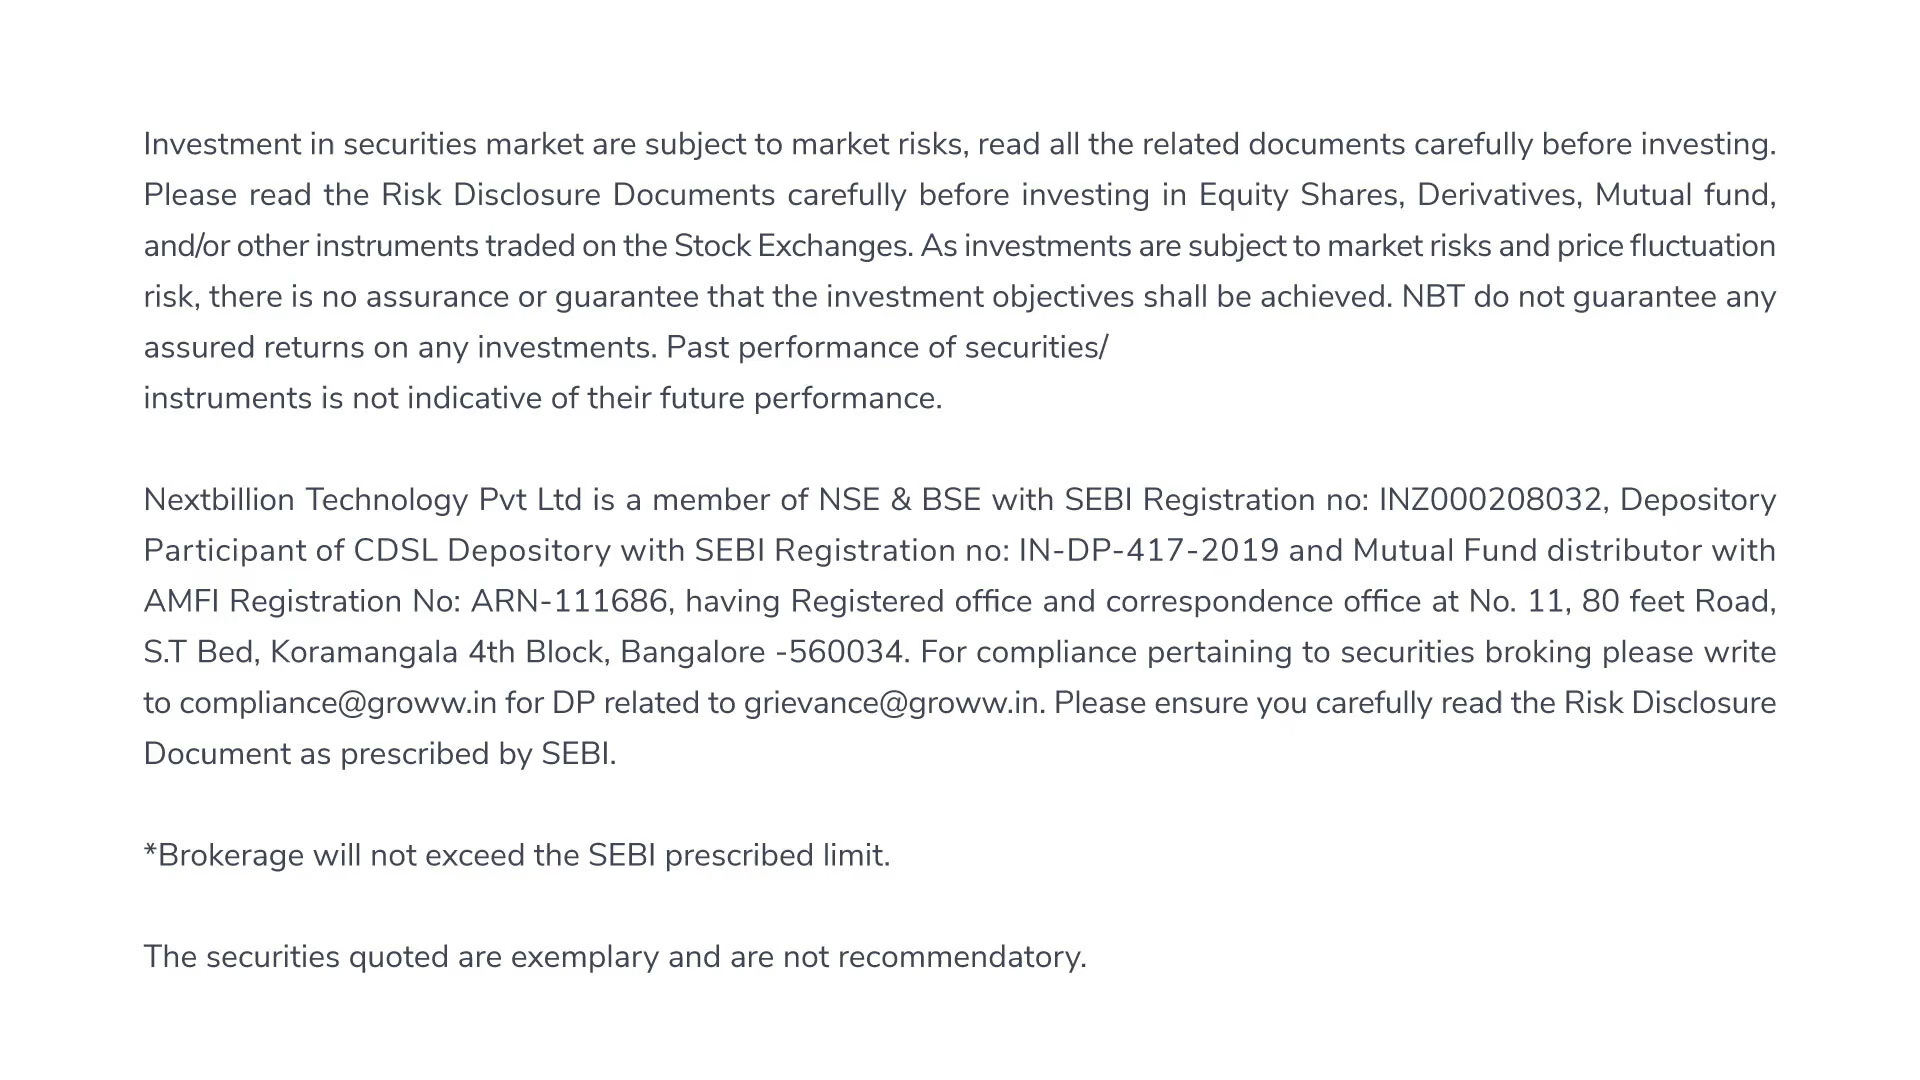 Investment in securities market are subject to market risks, read all the related documents carefully before investing.
Please read the Risk Disclosure Documents carefully before investing in Equity Shares, Derivatives, Mutual fund,
and/or other instruments traded on the Stock Exchanges. As investments are subject to market risks and price fluctuation
risk, there is no assurance or guarantee that the investment objectives shall be achieved. NBT do not guarantee any
assured returns on any investments. Past performance of securities/
instruments is not indicative of their future performance.
Nextbillion Technology Pvt Ltd is a member of NSE & BSE with SEBI Registration no: INZ000208032, Depository
Participant of CDSL Depository with SEBI Registration no: IN-DP-417-2019 and Mutual Fund distributor with
AMFI Registration No: ARN-111686, having Registered office and correspondence office at No. 11, 80 feet Road,
S.T Bed, Koramangala 4th Block, Bangalore -560034. For compliance pertaining to securities broking please write
to compliance@groww.in for DP related to grievance@groww.in. Please ensure you carefully read the Risk Disclosure
Document as prescribed by SEBI.
*Brokerage will not exceed the SEBI prescribed limit.
The securities quoted are exemplary and are not recommendatory.